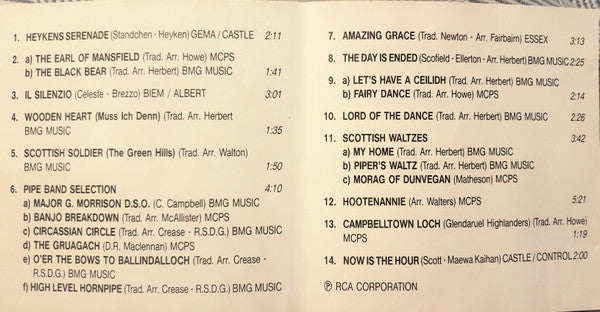 1. HEYKENS SERENADE (Standchen - Heyken) GEMA / CASTLE 2:11
2. a) THE EARL OF MANSFIELD (Trad. Arr. Howe) MCPS
b) THE BLACK BEAR (Trad. Arr. Herbert) BMG MUSIC 1:41
3. IL SILENZIO (Celeste - Brezzo) BIEM / ALBERT 3:01
4. WOODEN HEART (Muss Ich Denn) (Trad. Arr. Herbert
BMG MUSIC 1:35
5. SCOTTISH SOLDIER (The Green Hills) (Trad. Arr. Walton)
BMG MUSIC 1:50
6. PIPE BAND SELECTION 4:10
a) MAJOR G. MORRISON D.S.O. (C. Campbell) BMG MUSIC
b) BANJO BREAKDOWN (Trad. Arr. McAllister) MCPS
c) CIRCASSIAN CIRCLE (Trad. Arr. Crease -
R.S.D.G.) BMG MUSIC
d) THE GRUAGACH (D.R. Maclennan) MCPS
e) O'ER THE BOWS TO BALLINDALLOCH (Trad. Arr. Crease -
R.S.D.G.) BMG MUSIC
f) HIGH LEVEL HORNPIPE (Trad. Arr. Crease - R.S.D.G.) BMG MUSIC
7. AMAZING GRACE (Trad. Newton - Arr. Fairbairn) ESSEX 3:13
8. THE DAY IS ENDED (Scofield - Ellerton - Arr. Herbert) BMG MUSIC 2:25
9. a) LET'S HAVE A CEILIDH (Trad. Arr. Herbert) BMG MUSIC
b) FAIRY DANCE (Trad. Arr. Howe) MCPS 2:14
10. LORD OF THE DANCE (Trad. Arr. Herbert) BMG MUSIC 2:26
11. SCOTTISH WALTZES 3:42
a) MY HOME (Trad. Arr. Herbert) BMG MUSIC
b) PIPER'S WALTZ (Trad. Arr. Herbert) BMG MUSIC
c) MORAG OF DUNVEGAN (Matheson) MCPS
12. HOOTENANNIE (Arr. Walters) MCPS 5:21
13. CAMPBELLTOWN LOCH (Glendaruel Highlanders) (Trad. Arr. Howe)
MCPS 1:19
14. NOW IS THE HOUR (Scott - Maewa Kaihan) CASTLE / CONTROL 2:00
℗ RCA CORPORATION